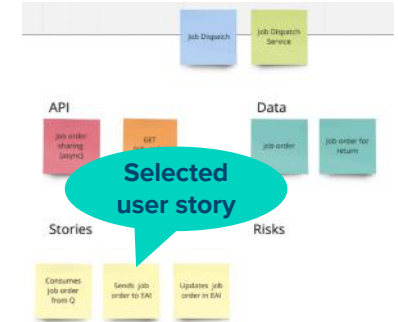 Job Dispatch
Job Dispatch
Service
API
Data
Job order
sharing
(async)
GET
Job order
Job order for
return
Selected
user story
Stories
Risks
Consumes
job order
from Q
Sends job
order to EAI
Updates job
order in EAI